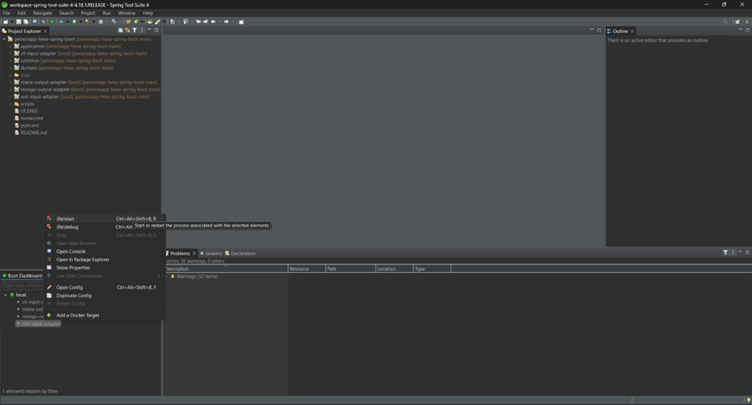 workspace-spring-tool-suite-4-4.18.1.RELEASE - Spring Tool Suite 4
File Edit Navigate Search Project Run Window Help
Project Explorer
personapp-hexa-spring-boot [personapp-hexa-spring-boot main]
application [personapp-hexa-spring-boot main]
cli-input-adapter [boot] [personapp-hexa-spring-boot main]
common [personapp-hexa-spring-boot main]
domain [personapp-hexa-spring-boot main]
maria-output-adapter [boot] [personapp-hexa-spring-boot main]
mongo-output-adapter [boot] [personapp-hexa-spring-boot main]
rest-input-adapter [boot] [personapp-hexa-spring-boot main]
scripts
LICENSE
mvnw.cmd
pom.xml
README.md
Outline
There is no active editor that provides an outline.
(Re)start Ctrl+Alt+Shift+B, R
(Re)debug Ctrl+Alt
Start or restart the process associated with the selected elements
Stop Ctrl+Alt+Shift+B, S
Open Web Browser
Open Console
Open In Package Explorer
Show Properties
Live Data Connections...
Open Config Ctrl+Alt+Shift+B, F
Duplicate Config
Delete Config
Add a Docker Target
Boot Dashboard
local
cli-input-a
maria-out
mongo-o
rest-input-adapter
1 elements hidden by filter
Problems Javadoc Declaration
errors, 52 warnings, 0 others
Description Resource Path Location Type
Warnings (52 items)